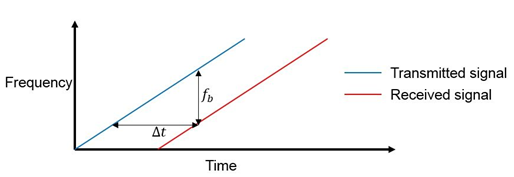 Frequency
f_b
Δt
Time
Transmitted signal
Received signal